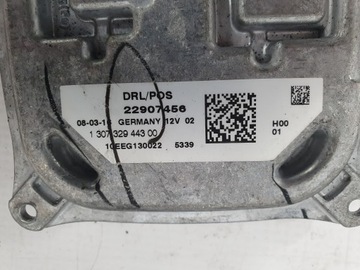 DRL/POS
22907456
08-03-16 GERMANY 12V 02
1 307 329 443 00
10EEG130022 5339
H00
01